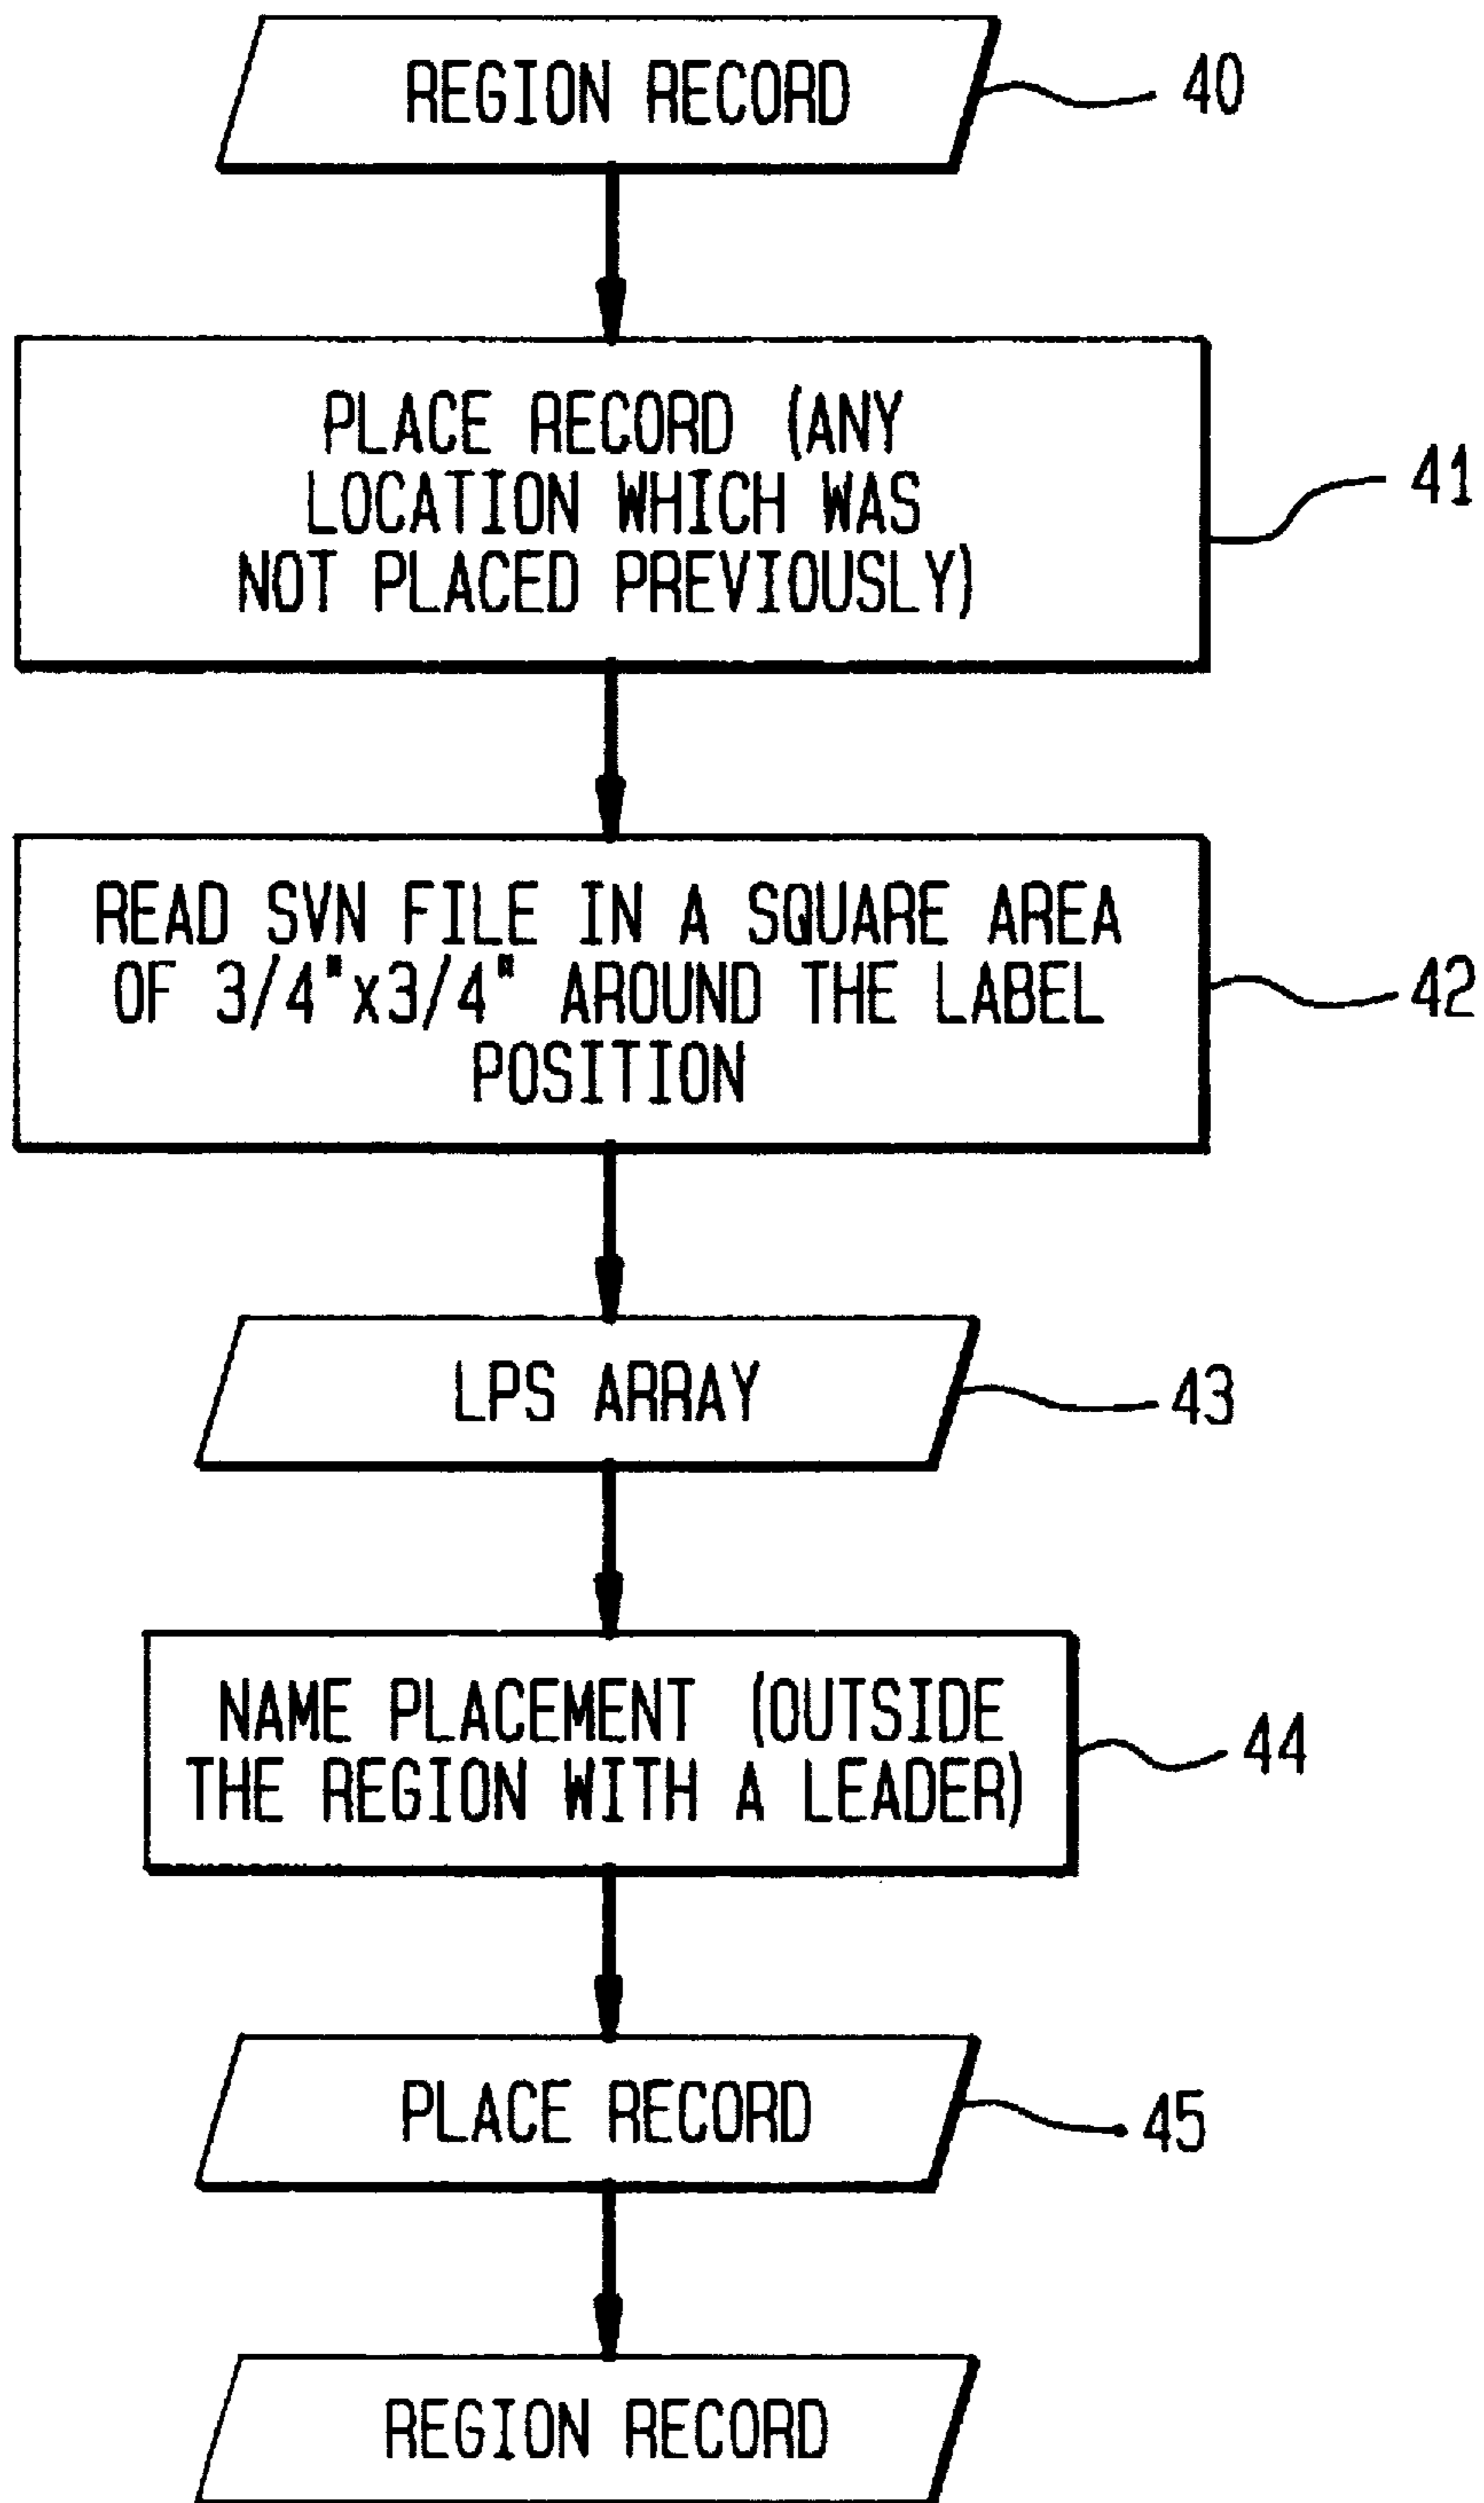 REGION RECORD
40
PLACE RECORD (ANY
LOCATION WHICH WAS
NOT PLACED PREVIOUSLY)
41
READ SVN FILE IN A SQUARE AREA
OF 3/4"x3/4" AROUND THE LABEL
POSITION
42
LPS ARRAY
43
NAME PLACEMENT (OUTSIDE
THE REGION WITH A LEADER)
44
PLACE RECORD
45
REGION RECORD